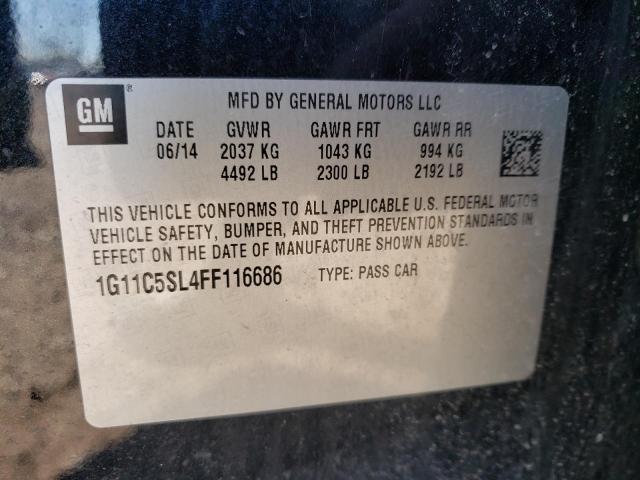 GM ® MFD BY GENERAL MOTORS LLC
DATE GVWR GAWR FRT GAWR RR
06/14 2037 KG 1043 KG 994 KG
4492 LB 2300 LB 2192 LB
THIS VEHICLE CONFORMS TO ALL APPLICABLE U.S. FEDERAL MOTOR
VEHICLE SAFETY, BUMPER, AND THEFT PREVENTION STANDARDS IN
EFFECT ON THE DATE OF MANUFACTURE SHOWN ABOVE.
1G11C5SL4FF116686 TYPE: PASS CAR